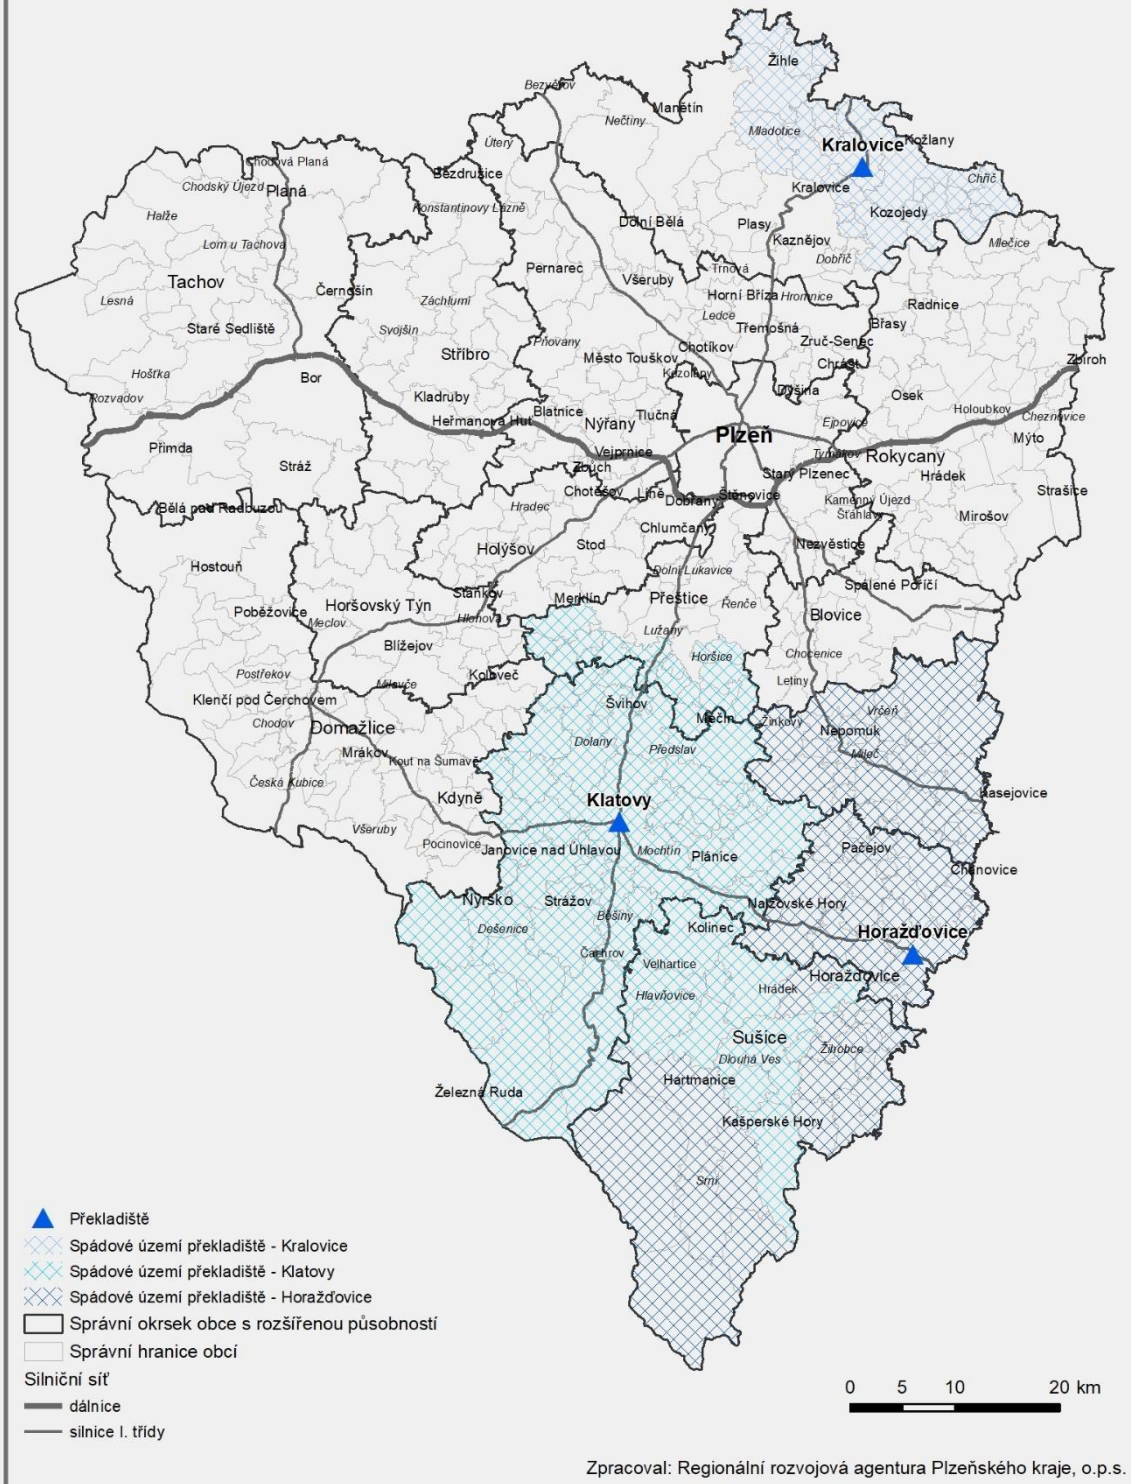 Žihle
Bezvěrov
Manětín
Nečtiny
Mladotice
Kožlany
Kralovice
Úterý
Chodová Planá
Bezdružice
Chříč
Chodský Újezd
Planá
Kralovice
Konstantinovy Lázně
Halže
Kozojedy
Dolní Bělá
Plasy
Lom u Tachova
Kaznějov
Mlečice
Dobříč
Pernarec
Trnová
Tachov
Všeruby
Černošín
Horní Bříza
Hromnice
Lesná
Záchlumí
Radnice
Ledce
Staré Sedliště
Svojšín
Třemošná
Břasy
Pňovany
Zruč-Senec
Chotíkov
Stříbro
Město Touškov
Zbiroh
Chrást
Hošťka
Kozolupy
Bor
Dýšina
Rozvadov
Kladruby
Osek
Holoubkov
Blatnice
Tlučná
Cheznovice
Heřmanova Hut
Nýřany
Ejpovice
Plzeň
Mýto
Přimda
Vejprnice
Tymákov
Rokycany
Stráž
Zbůch
Starý Plzenec
Hrádek
Chotěšov
Líně
Štěnovice
Strašice
Dobřany
Kamenný Újezd
Bělá nad Radbuzou
Hradec
Šťáhlavy
Mirošov
Chlumčany
Holýšov
Stod
Nezvěstice
Hostouň
Dolní Lukavice
Spálené Poříčí
Staňkov
Merklín
Přeštice
Řenče
Horšovský Týn
Poběžovice
Blovice
Hlohová
Meclov
Lužany
Blížejov
Chocenice
Horšice
Postřekov
Koloveč
Letiny
Milavče
Klenčí pod Čerchovem
Švihov
Vrčeň
Chodov
Měčín
Žinkovy
Domažlice
Nepomuk
Dolany
Předslav
Mrákov
Mileč
Kout na Šumavě
Česká Kubice
Kasejovice
Kdyně
Klatovy
Všeruby
Pocinovice
Janovice nad Úhlavou
Mochtín
Plánice
Pačejov
Chanovice
Nýrsko
Strážov
Nalžovské Hory
Běšiny
Dešenice
Kolinec
Horažďovice
Čachrov
Velhartice
Horažďovice
Hrádek
Hlavňovice
Sušice
Žihobce
Dlouhá Ves
Hartmanice
Železná Ruda
Kašperské Hory
Srní
Překladiště
Spádové území překladiště - Kralovice
Spádové území překladiště - Klatovy
Spádové území překladiště - Horažďovice
Správní okrsek obce s rozšířenou působností
Správní hranice obcí
Silniční síť
dálnice
silnice I. třídy
0 5 10 20 km
Zpracoval: Regionální rozvojová agentura Plzeňského kraje, o.p.s.